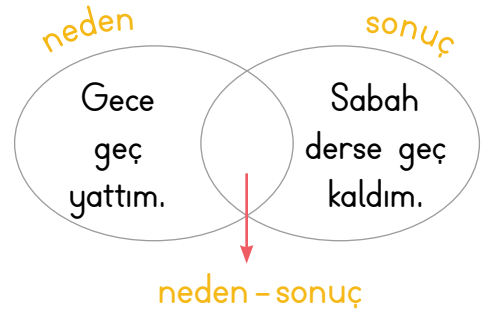 neden
sonuç
Gece
geç
yattım.
Sabah
derse geç
kaldım.
neden – sonuç